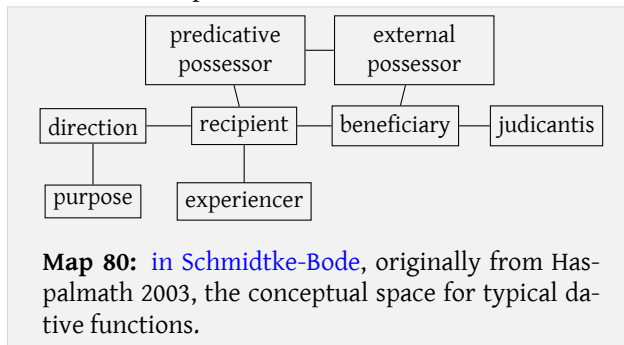 predicative external
possessor possessor
direction recipient beneficiary judicantis
purpose experiencer
Map 80: in Schmidtke-Bode, originally from Has-
palmath 2003, the conceptual space for typical da-
tive functions.